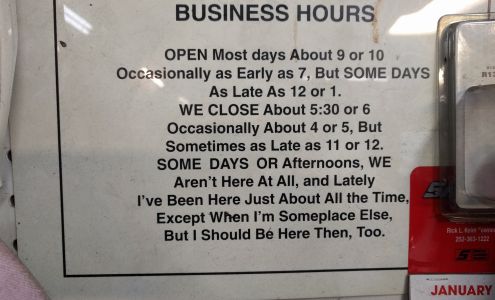 BUSINESS HOURS
OPEN Most days About 9 or 10
Occasionally as Early as 7, But SOME DAYS
As Late As 12 or 1.
WE CLOSE About 5:30 or 6
Occasionally About 4 or 5, But
Sometimes as Late as 11 or 12.
SOME DAYS OR Afternoons, WE
Aren't Here At All, and Lately
I've Been Here Just About All the Time,
Except When I'm Someplace Else,
But I Should Be Here Then, Too.
252-363-1222
JANUARY